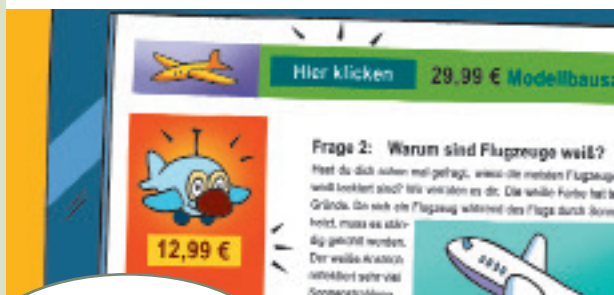 Hier klicken 29,99 € Modellbausa
Frage 2: Warum sind Flugzeuge weiß?
Hast du dich schon mal gefragt, wieso die meisten Flugzeuge
weiß lackiert sind? Wir verraten es dir. Die weiße Farbe hat
Gründe. Da sich ein Flugzeug während des Flugs durch
heizt, muss es stän-
dig gekühlt werden.
Der weiße Anstrich
reflektiert sehr viel
Sonnenstrahlung
12,99 €